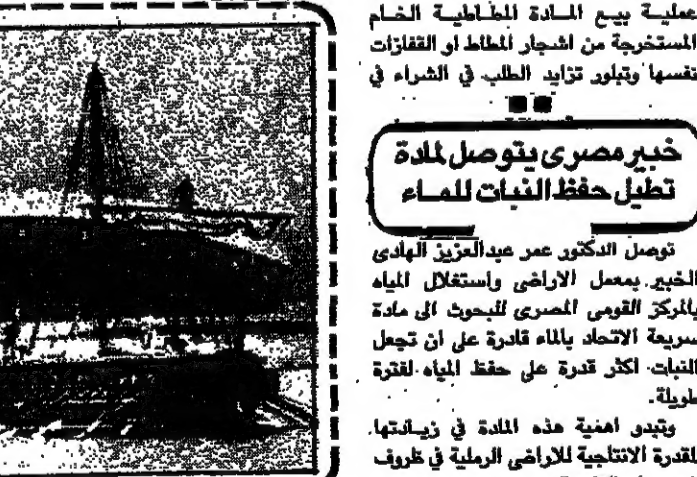 عملية بيع المادة المطاطية الخام
المستخرجة من اشجار المطاط او القفازات
نفسها وتبلور تزايد الطلب في الشراء في
خبير مصرى يتوصل لمادة
تطيل حفظ النبات للماء
توصل الدكتور عمر عبدالعزيز الهادى
الخبير بمعمل الاراضى واستغلال المياه
بالمركز القومى المصرى للبحوث الى مادة
سريعة الاتحاد بالماء قادرة على ان تجعل
النبات اكثر قدرة على حفظ المياه لفترة
طويلة.
وتبدو اهمية هذه المادة في زيادتها
للقدرة الانتاجية للاراضى الرملية في ظروف